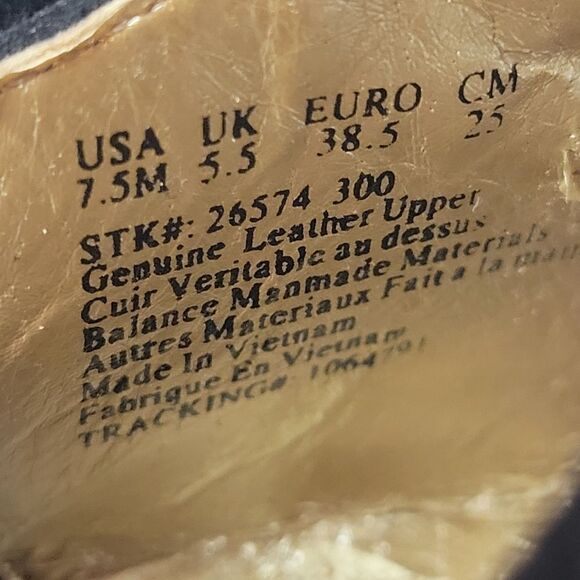 USA UK EURO CM
7.5M 5.5 38.5 25
STK#: 26574 300
Genuine Leather Upper
Cuir Veritable au dessus
Balance Manmade Materials
Autres Materiaux Fait a la main
Made In Vietnam
Fabrique En Vietnam
TRACKING#: